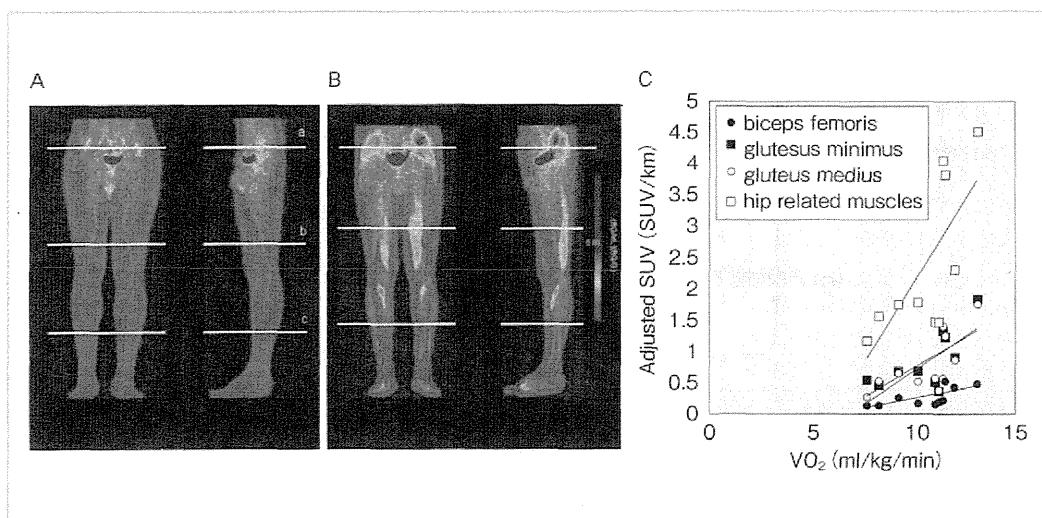 A
B
C
a
b
c
5
4.5
4
3.5
3
2.5
2
1.5
1
0.5
0
Adjusted SUV (SUV/km)
biceps femoris
glutesus minimus
gluteus medius
hip related muscles
0
5
10
15
VO₂ (ml/kg/min)